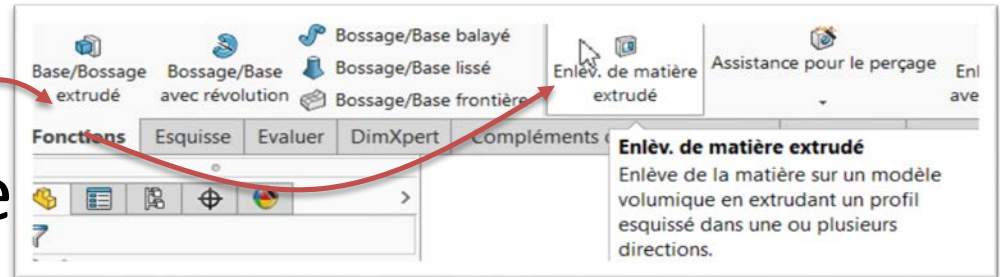 Base/Bossage extrudé
Bossage/Base avec révolution
Bossage/Base balayé
Bossage/Base lissé
Bossage/Base frontière
Enlèv. de matière extrudé
Assistance pour le perçage
Fonctions Esquisse Evaluer DimXpert Compléments
Enlèv. de matière extrudé
Enlève de la matière sur un modèle
volumique en extrudant un profil
esquissé dans une ou plusieurs
directions.
e